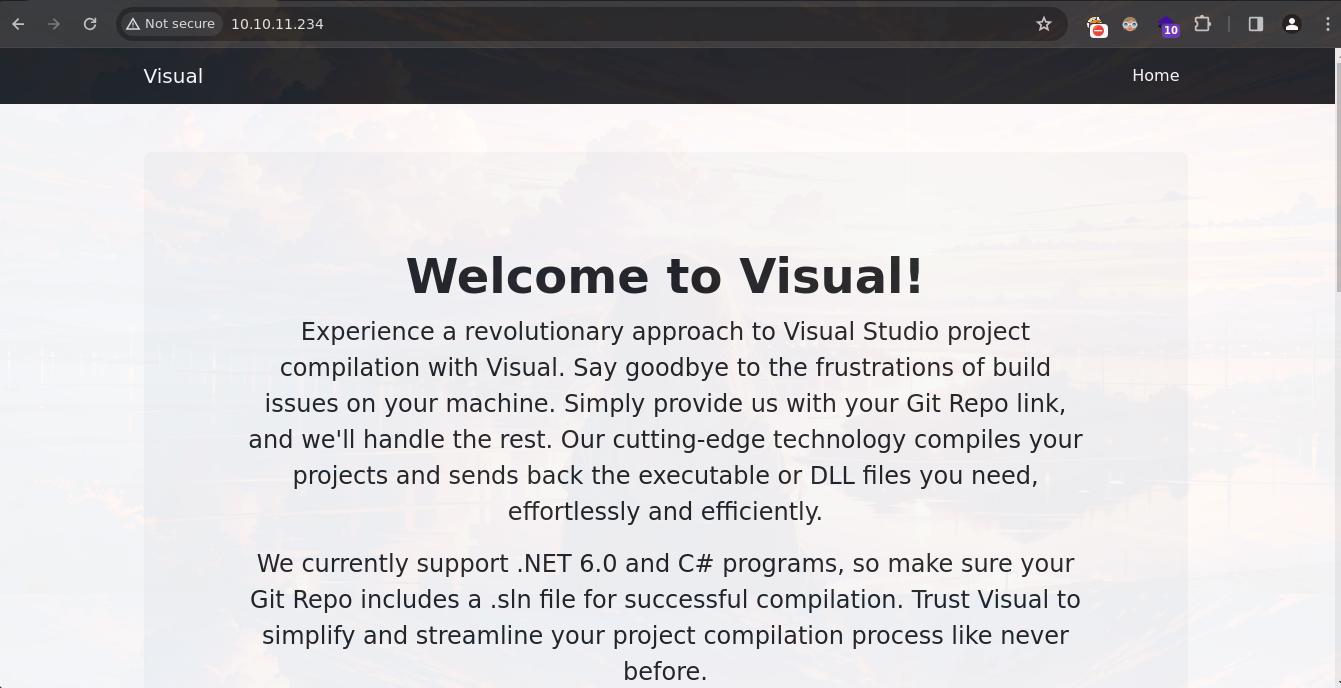 Not secure
10.10.11.234
10
Visual
Home
Welcome to Visual!
Experience a revolutionary approach to Visual Studio project
compilation with Visual. Say goodbye to the frustrations of build
issues on your machine. Simply provide us with your Git Repo link,
and we'll handle the rest. Our cutting-edge technology compiles your
projects and sends back the executable or DLL files you need,
effortlessly and efficiently.
We currently support .NET 6.0 and C# programs, so make sure your
Git Repo includes a .sln file for successful compilation. Trust Visual to
simplify and streamline your project compilation process like never
before.